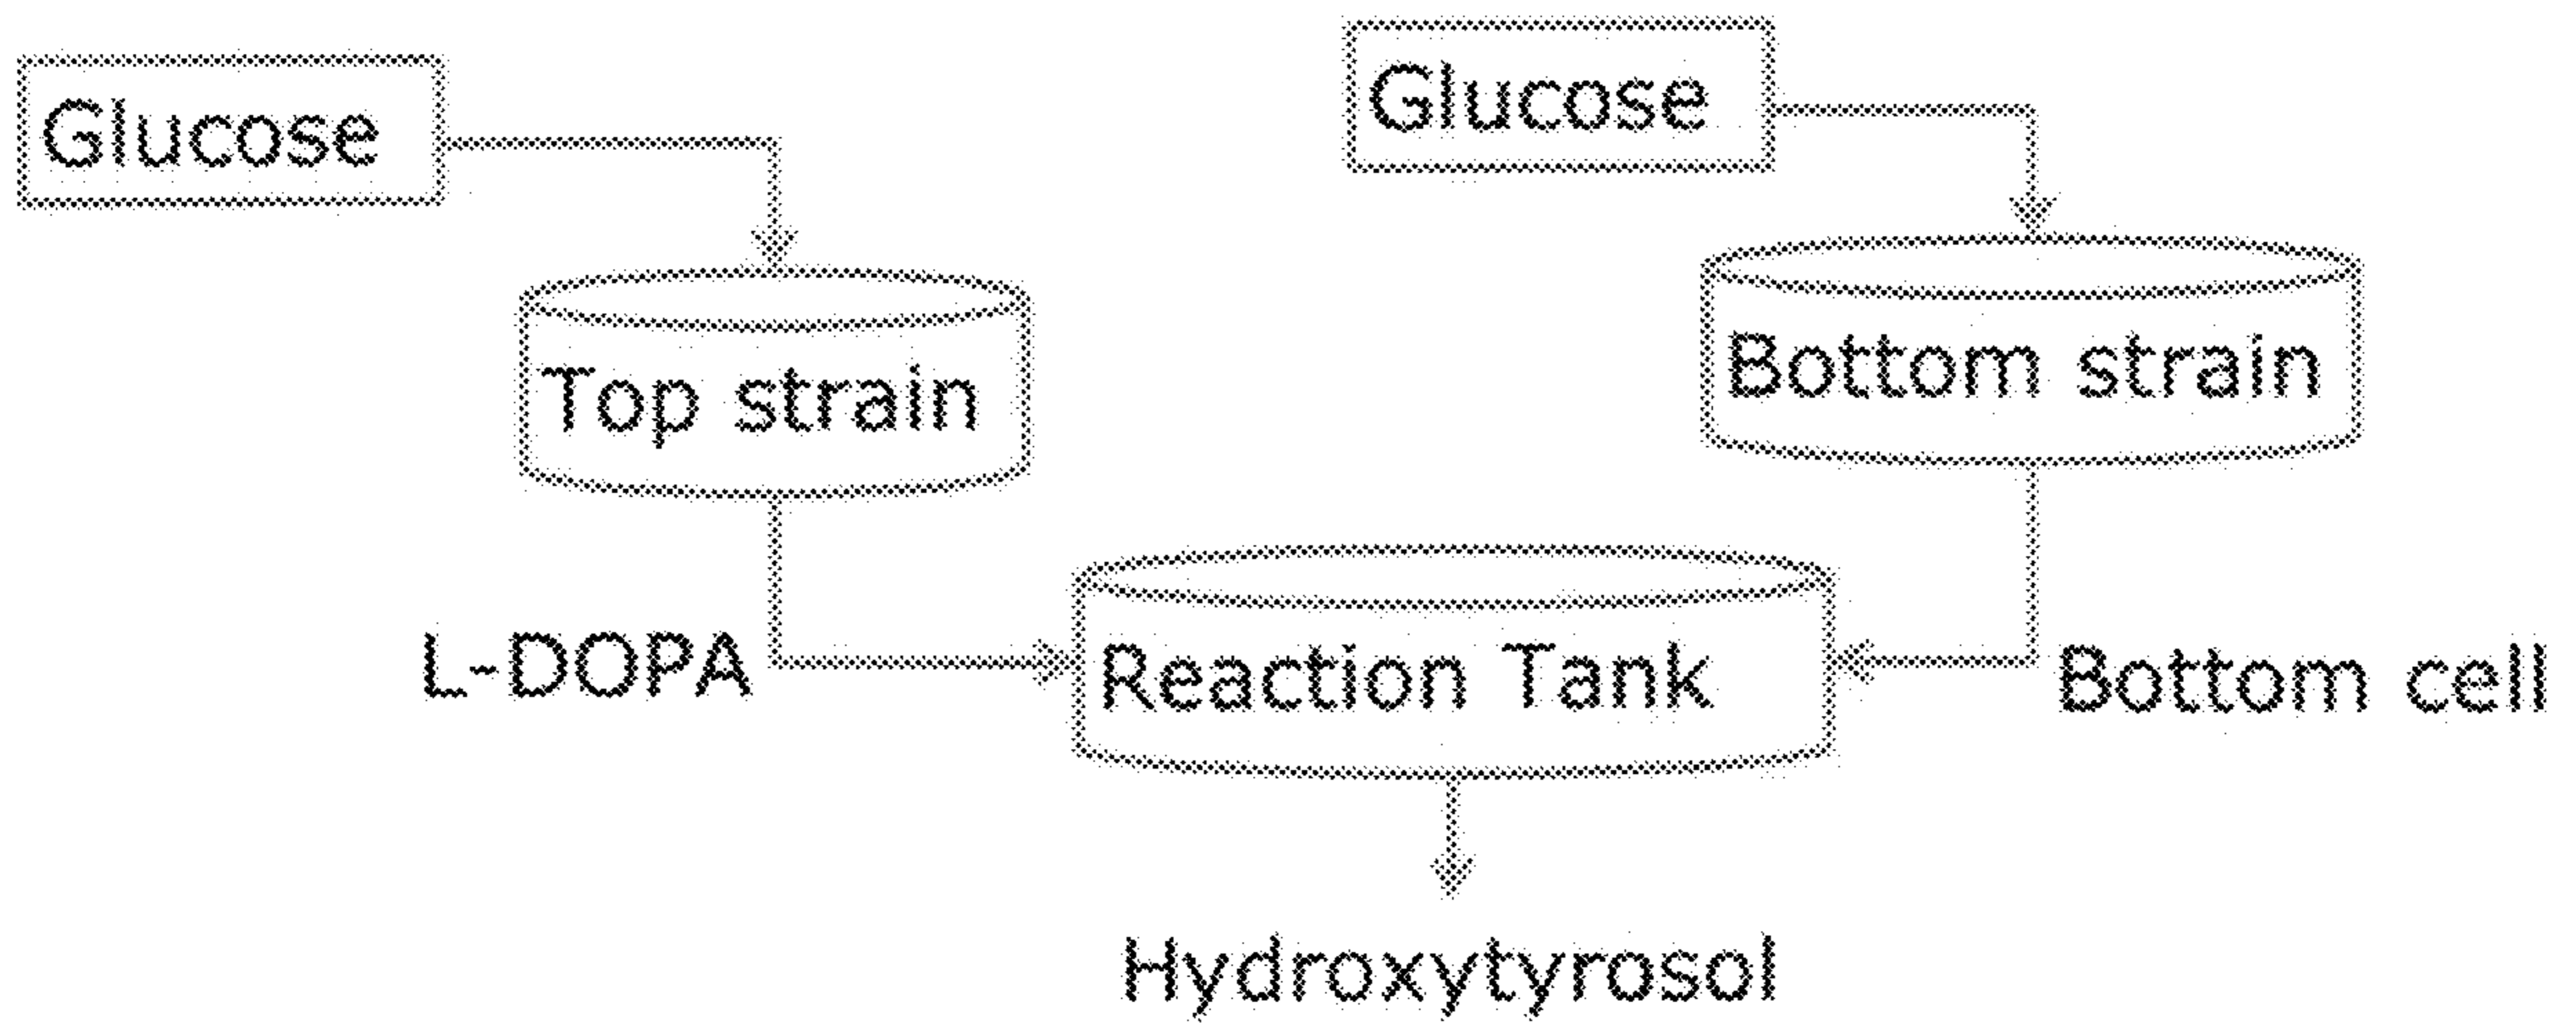 Glucose
Glucose
Top strain
Bottom strain
L-DOPA
Reaction Tank
Bottom cell
Hydroxytyrosol